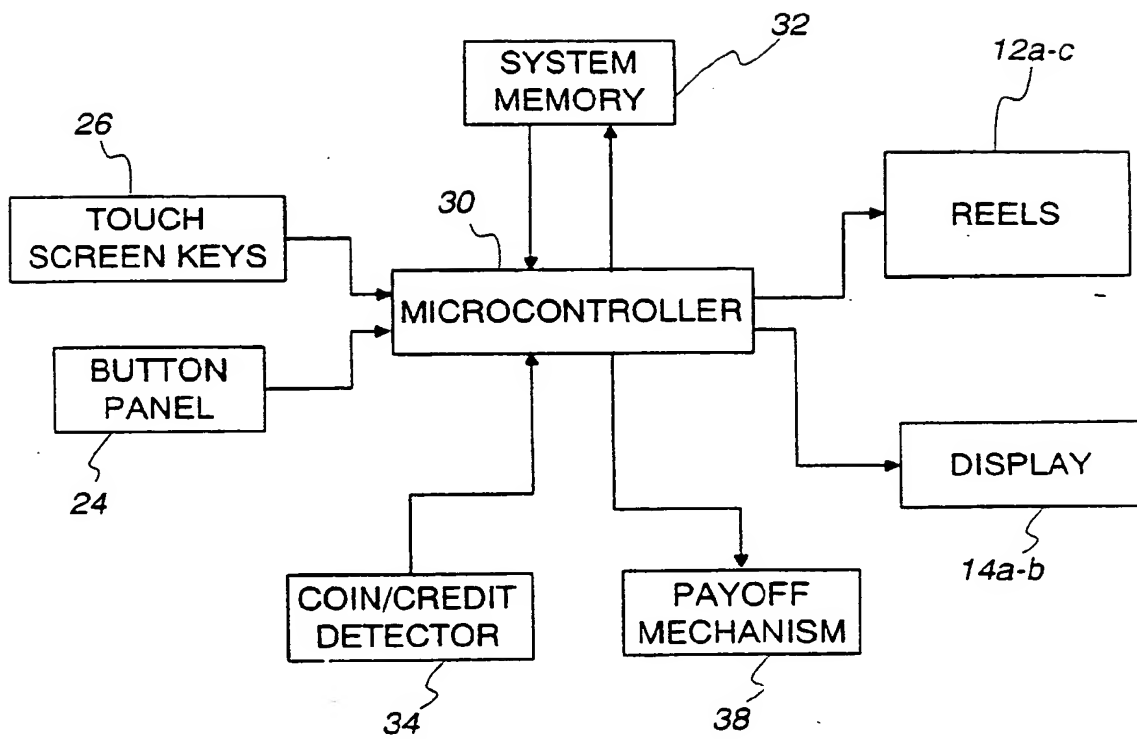 32
SYSTEM
MEMORY
12a-c
26
TOUCH
SCREEN KEYS
30
REELS
MICROCONTROLLER
BUTTON
PANEL
24
DISPLAY
14a-b
COIN/CREDIT
DETECTOR
34
PAYOFF
MECHANISM
38